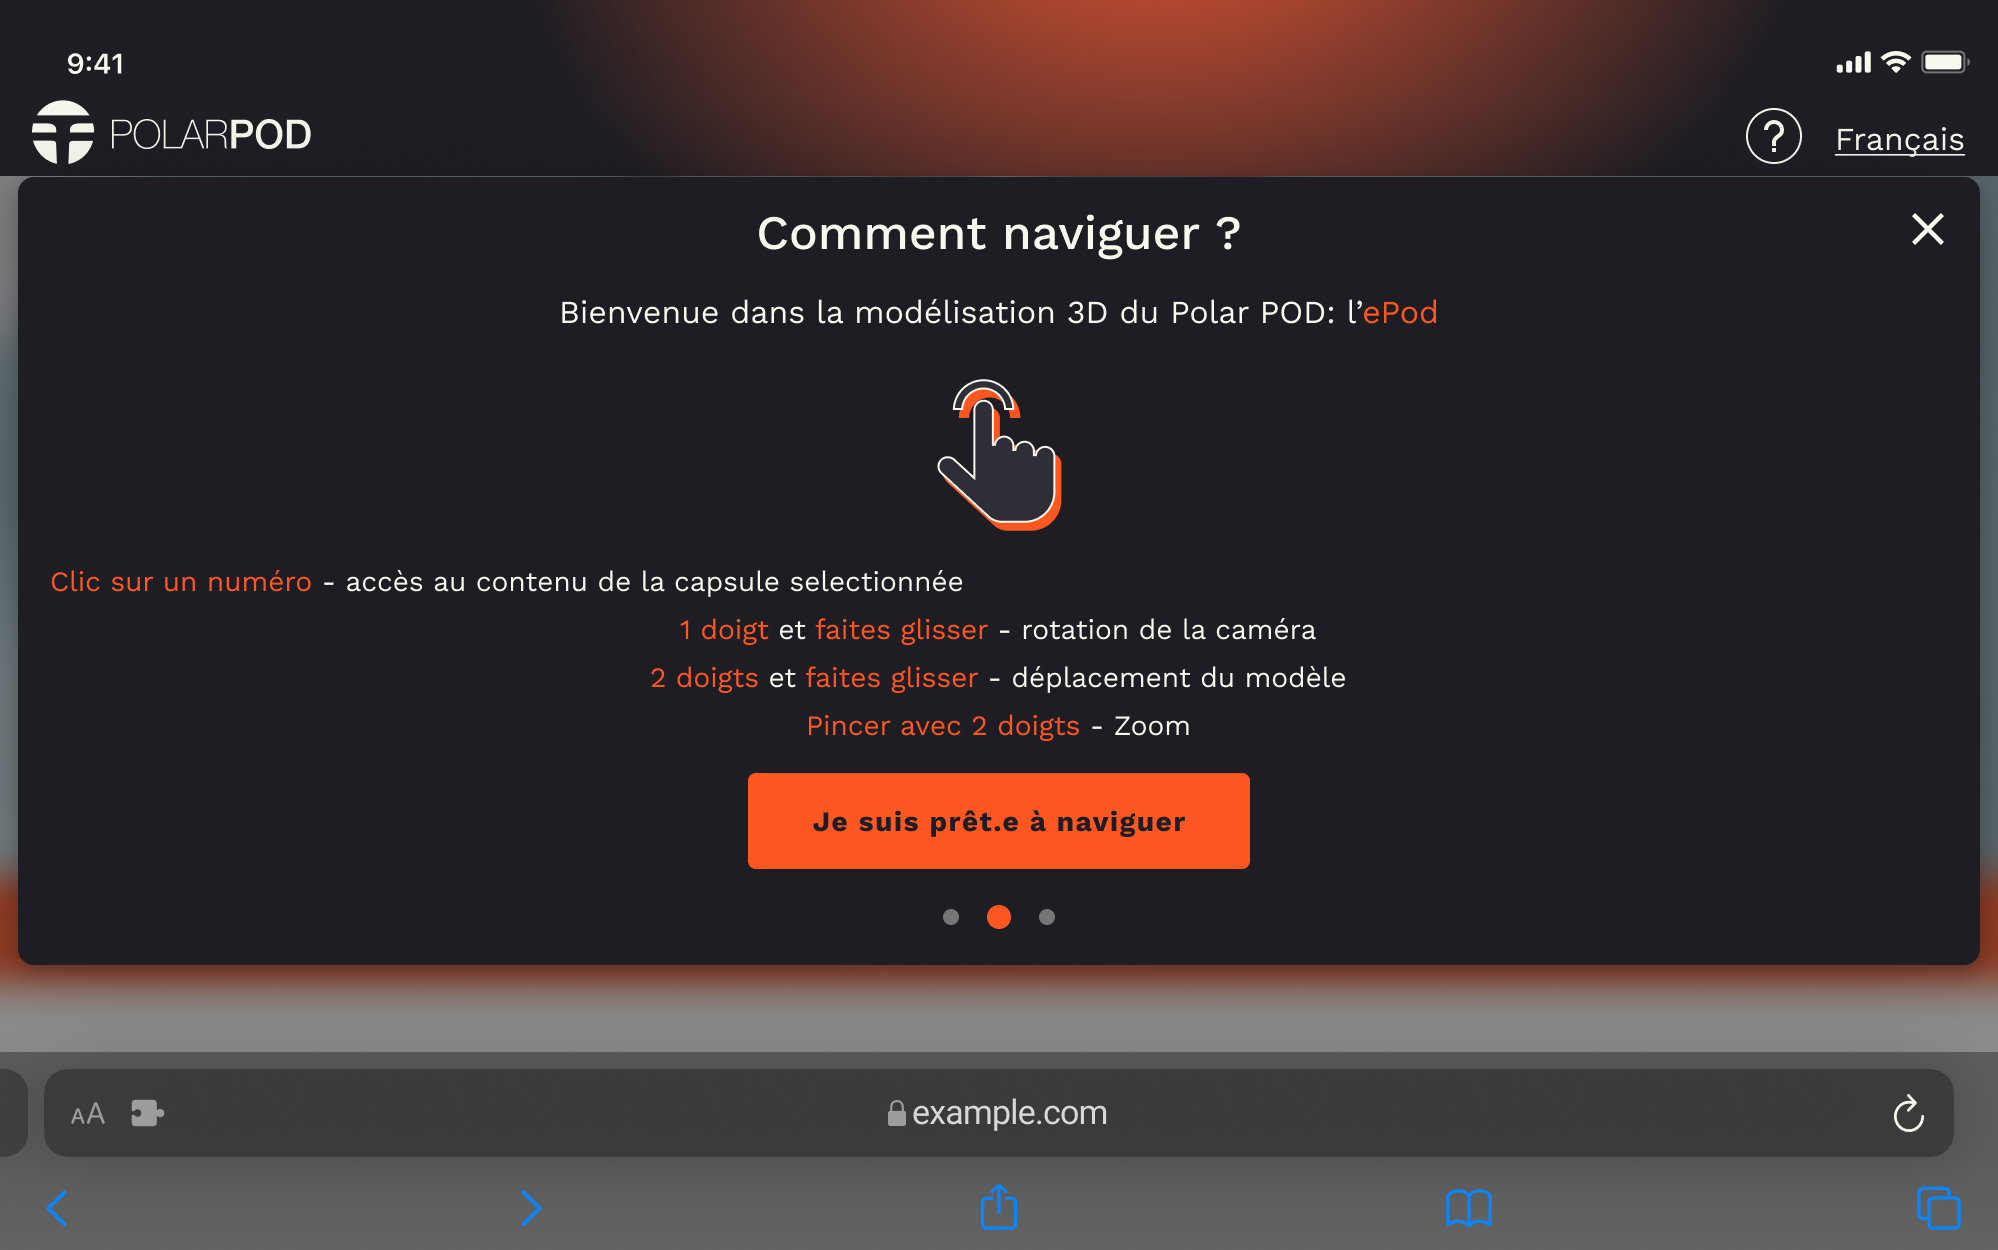 9:41
POLARPOD
?
Français
Comment naviguer ?
Bienvenue dans la modélisation 3D du Polar POD: l’ePod
Clic sur un numéro - accès au contenu de la capsule selectionnée
1 doigt et faites glisser - rotation de la caméra
2 doigts et faites glisser - déplacement du modèle
Pincer avec 2 doigts - Zoom
Je suis prêt.e à naviguer
AA
example.com